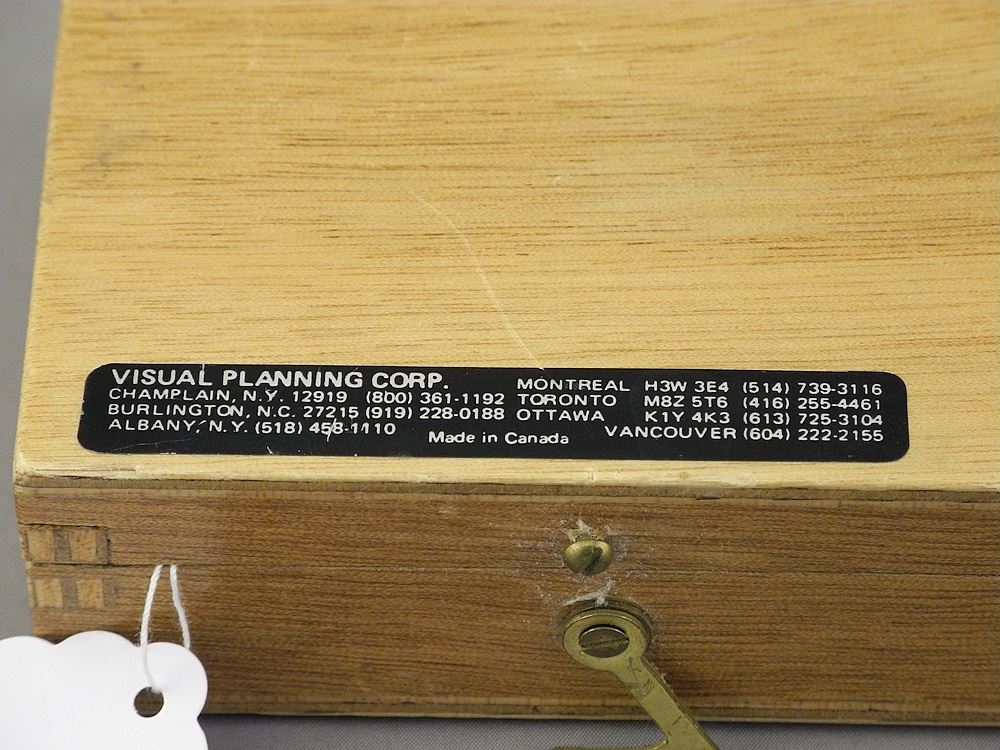 VISUAL PLANNING CORP.
CHAMPLAIN, N.Y. 12919 (800) 361-1192
BURLINGTON, N.C. 27215 (919) 228-0188
ALBANY, N.Y. (518) 458-1110
Made in Canada
MONTREAL H3W 3E4 (514) 739-3116
TORONTO M8Z 5T6 (416) 255-4461
OTTAWA K1Y 4K3 (613) 725-3104
VANCOUVER (604) 222-2155